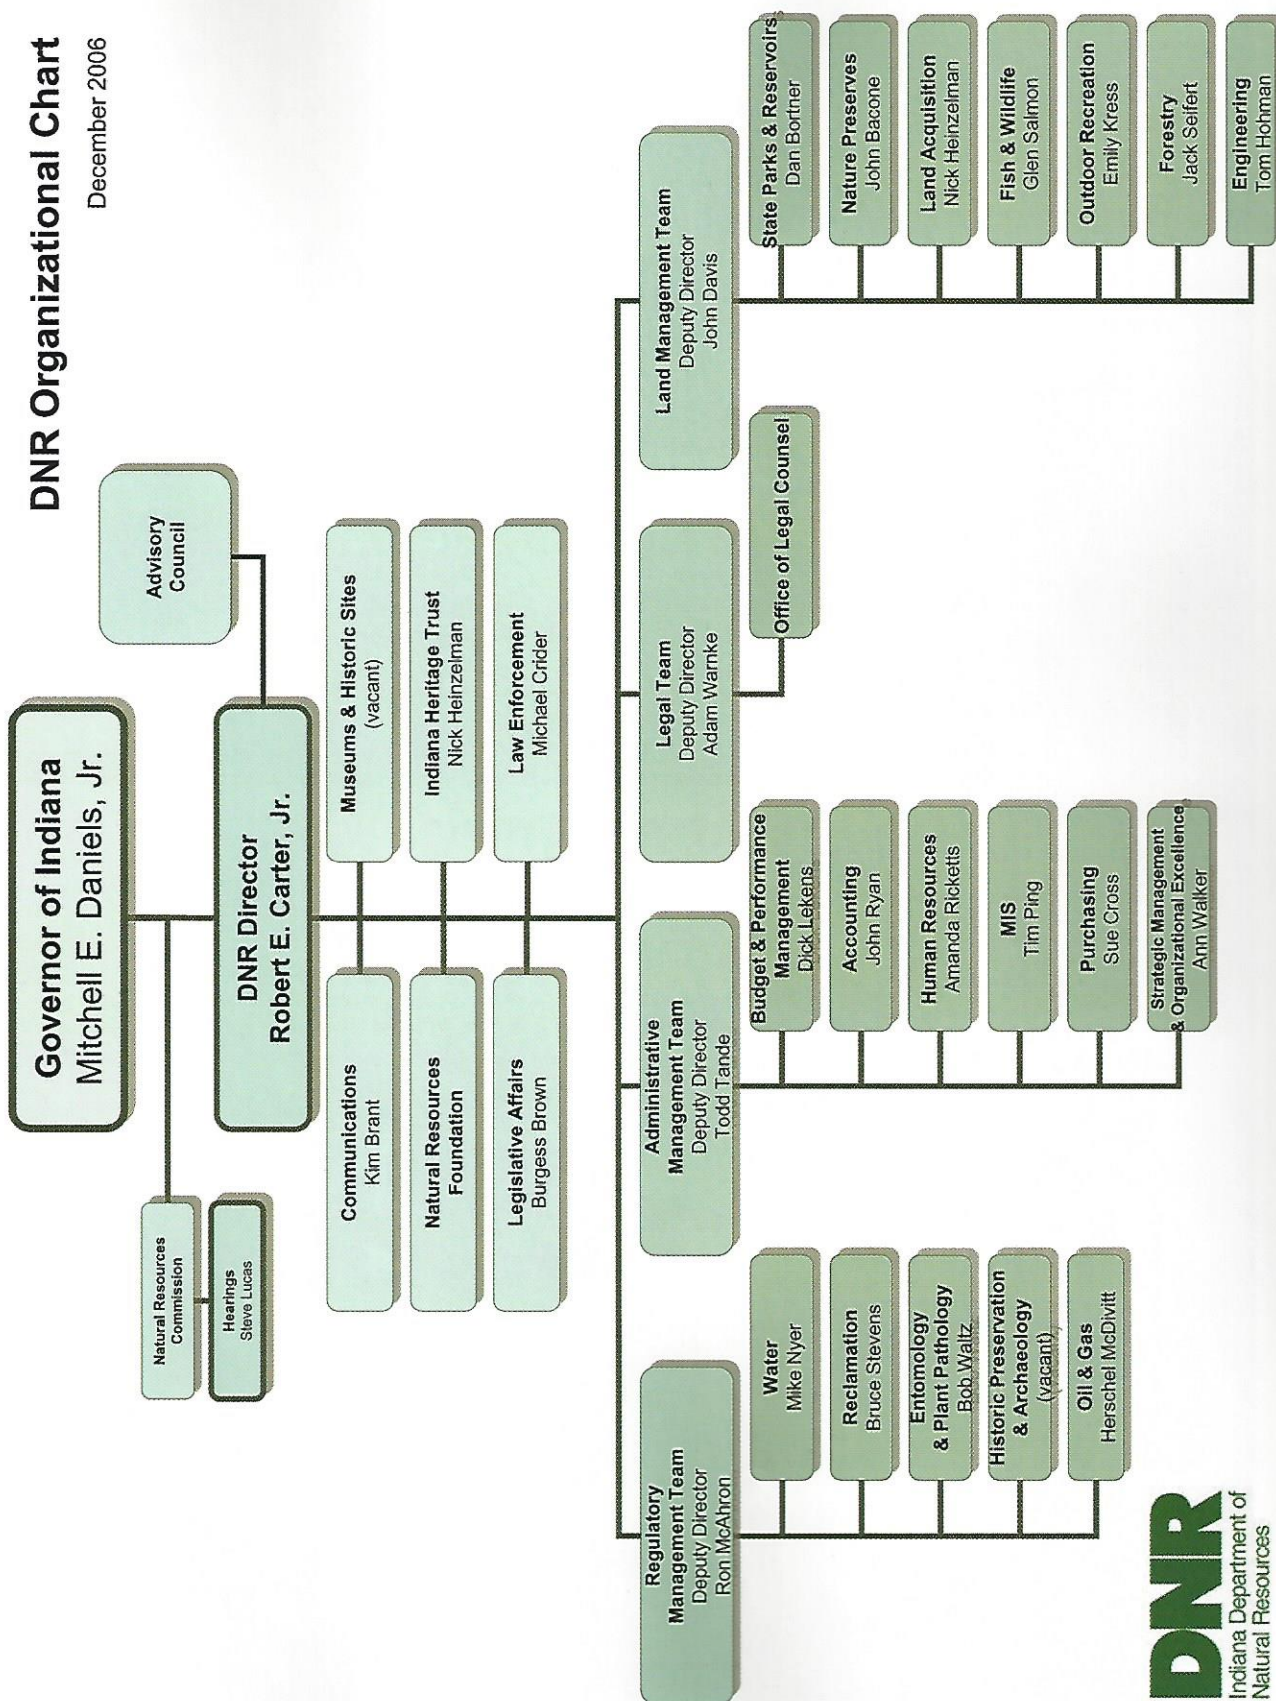 DNR Organizational Chart
December 2006
Governor of Indiana
Mitchell E. Daniels, Jr.
Natural Resources
Commission
Hearings
Steve Lucas
DNR Director
Robert E. Carter, Jr.
Advisory
Council
Communications
Kim Brant
Museums & Historic Sites
(vacant)
Natural Resources
Foundation
Indiana Heritage Trust
Nick Heinzelman
Legislative Affairs
Burgess Brown
Law Enforcement
Michael Crider
Regulatory
Management Team
Deputy Director
Ron McAhron
Water
Mike Nyer
Reclamation
Bruce Stevens
Entomology
& Plant Pathology
Bob Waltz
Historic Preservation
& Archaeology
(vacant)
Oil & Gas
Herschel McDivitt
Administrative
Management Team
Deputy Director
Todd Tande
Budget & Performance
Management
Dick Lekens
Accounting
John Ryan
Human Resources
Amanda Ricketts
MIS
Tim Ping
Purchasing
Sue Cross
Strategic Management
& Organizational Excellence
Ann Walker
Legal Team
Deputy Director
Adam Warnke
Office of Legal Counsel
Land Management Team
Deputy Director
John Davis
State Parks & Reservoirs
Dan Bortner
Nature Preserves
John Bacone
Land Acquisition
Nick Heinzelman
Fish & Wildlife
Glen Salmon
Outdoor Recreation
Emily Kress
Forestry
Jack Seifert
Engineering
Tom Hohman
DNR
Indiana Department of
Natural Resources